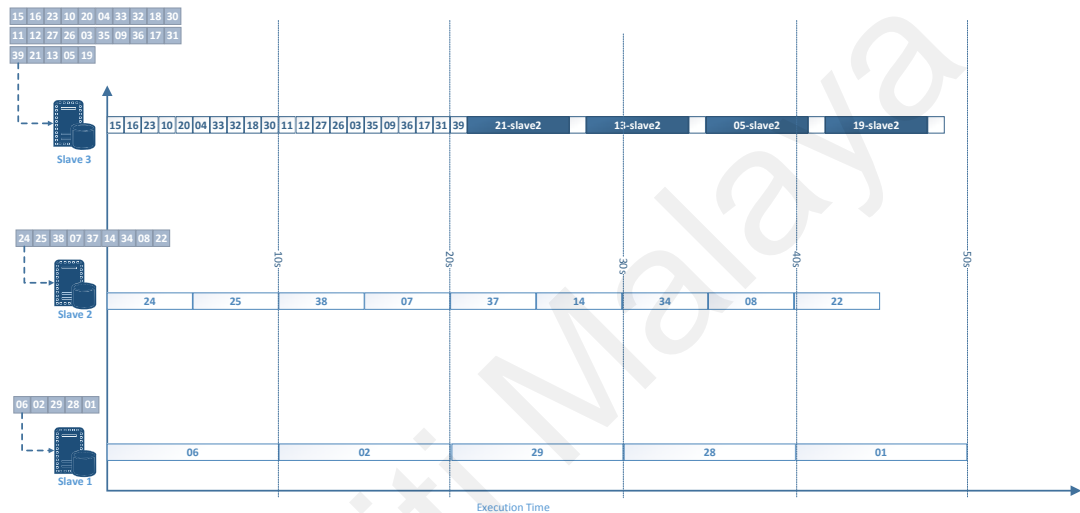 15 16 23 10 20 04 33 32 18 30
11 12 27 26 03 35 09 36 17 31
39 21 13 05 19
15 16 23 10 20 04 33 32 18 30 11 12 27 26 03 35 09 36 17 31 39 21-slave2 13-slave2 05-slave2 19-slave2
Slave 3
24 25 38 07 37 14 34 08 22
10s 20s 30s 40s 50s
24 25 38 07 37 14 34 08 22
Slave 2
06 02 29 28 01
06 02 29 28 01
Slave 1
Execution Time
iti Malaya